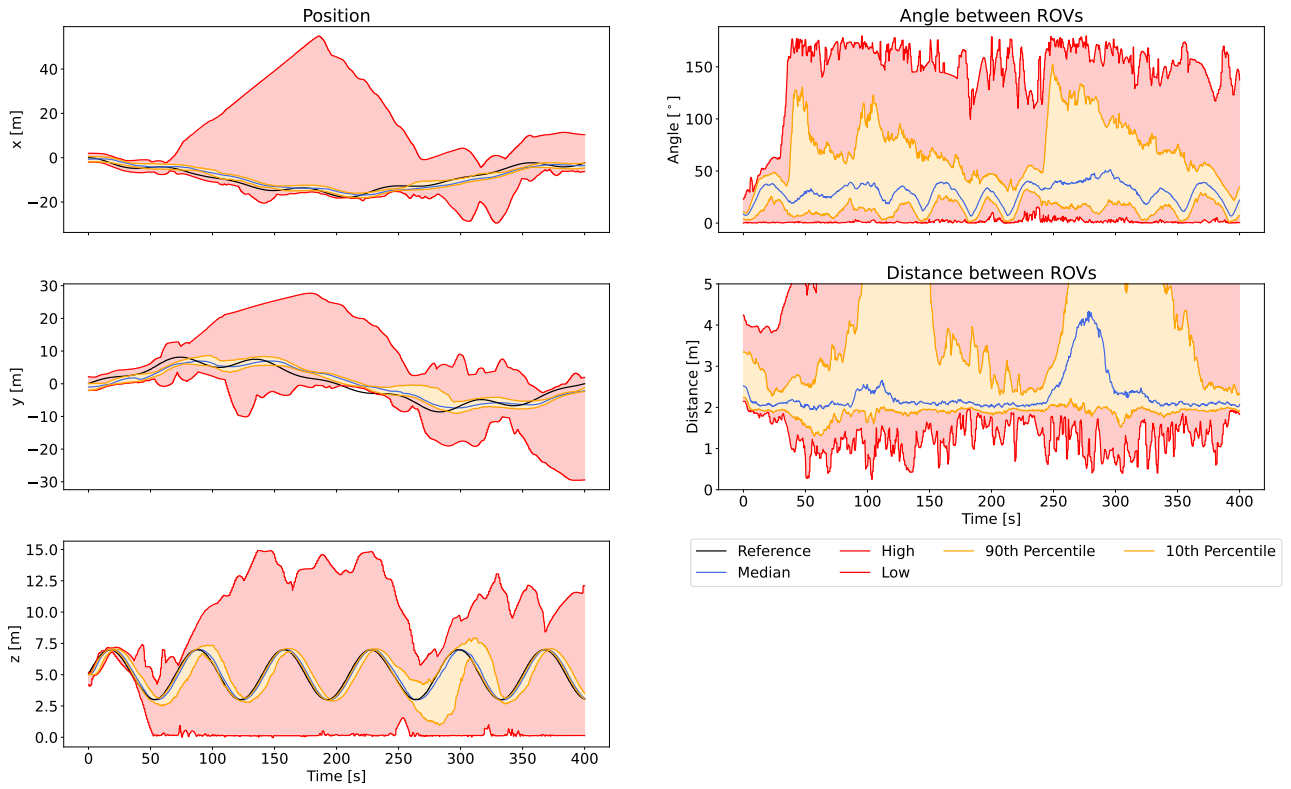 Position
40
20
0
−20
x [m]
30
20
10
0
−10
−20
−30
y [m]
15.0
12.5
10.0
7.5
5.0
2.5
0.0
z [m]
0 50 100 150 200 250 300 350 400
Time [s]
Angle between ROVs
150
100
50
0
Angle [°]
Distance between ROVs
5
4
3
2
1
0
Distance [m]
0 50 100 150 200 250 300 350 400
Time [s]
Reference High 90th Percentile 10th Percentile
Median Low